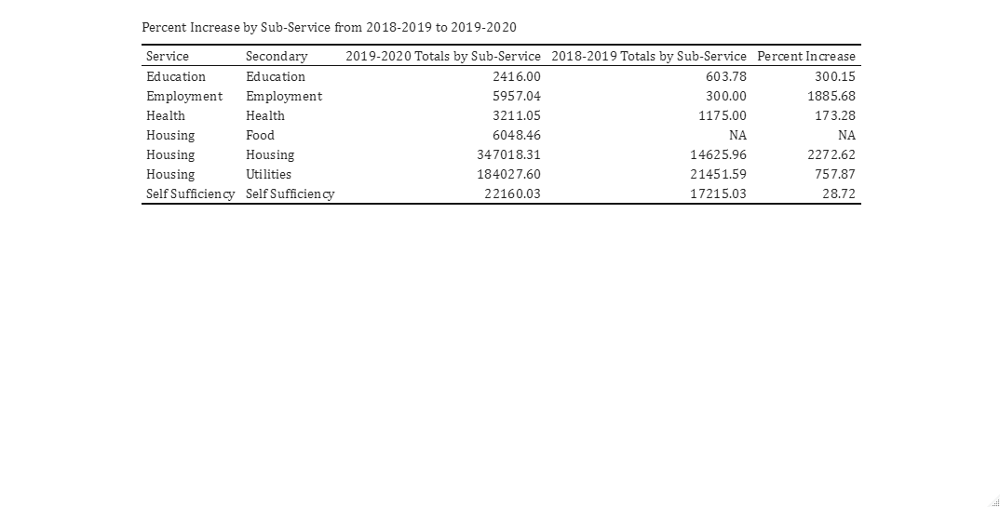 Percent Increase by Sub-Service from 2018-2019 to 2019-2020
Service Secondary 2019-2020 Totals by Sub-Service 2018-2019 Totals by Sub-Service Percent Increase
Education Education 2416.00 603.78 300.15
Employment Employment 5957.04 300.00 1885.68
Health Health 3211.05 1175.00 173.28
Housing Food 6048.46 NA NA
Housing Housing 347018.31 14625.96 2272.62
Housing Utilities 184027.60 21451.59 757.87
Self Sufficiency Self Sufficiency 22160.03 17215.03 28.72